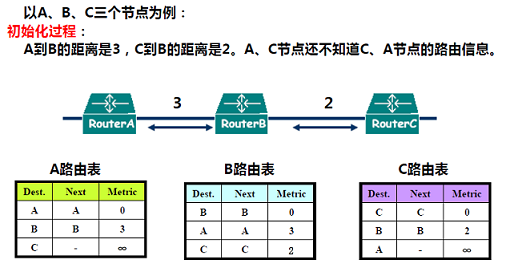 以A、B、C三个节点为例：
初始化过程：
A到B的距离是3，C到B的距离是2。A、C节点还不知道C、A节点的路由信息。
3 2
RouterA RouterB RouterC
A路由表 B路由表 C路由表
Dest. Next Metric
A A 0
B B 3
C - ∞
Dest. Next Metric
B B 0
A A 3
C C 2
Dest. Next Metric
C C 0
B B 2
A - ∞